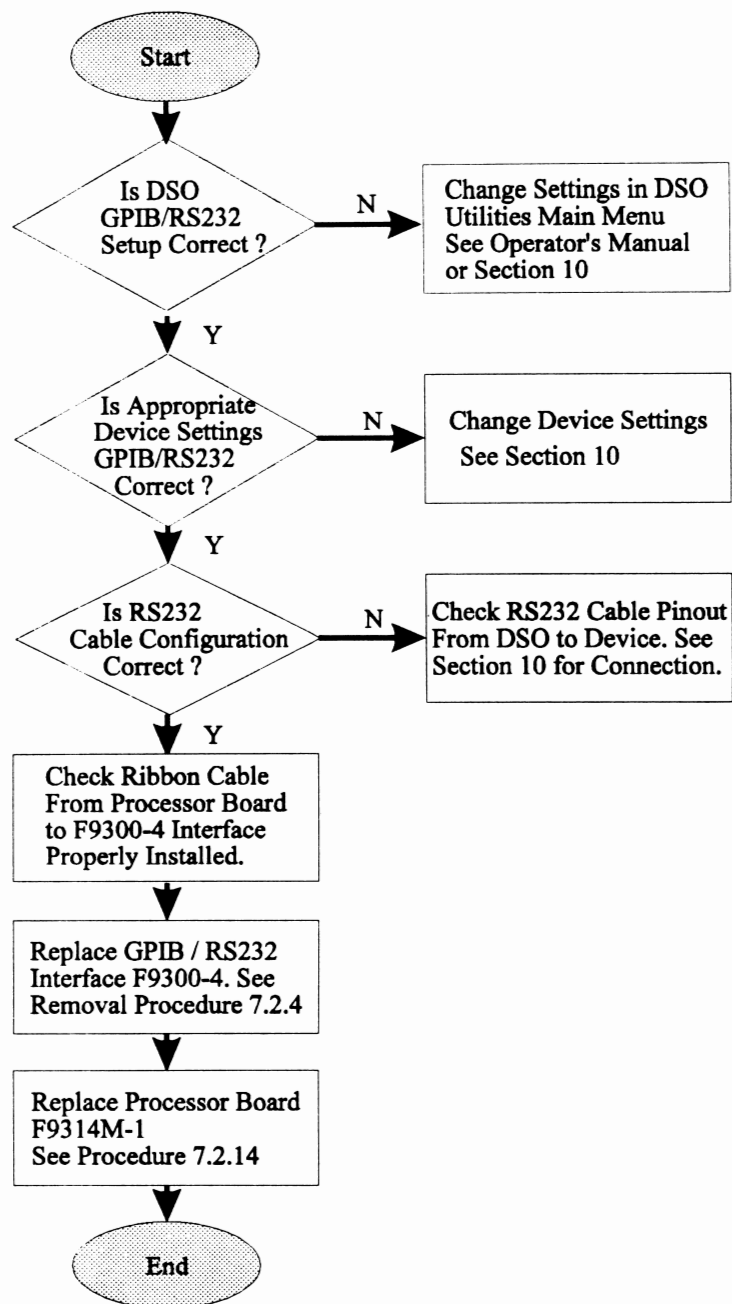 Start
Is DSO
GPIB/RS232
Setup Correct ?
N
Change Settings in DSO
Utilities Main Menu
See Operator's Manual
or Section 10
Y
Is Appropriate
Device Settings
GPIB/RS232
Correct ?
N
Change Device Settings
See Section 10
Y
Is RS232
Cable Configuration
Correct ?
N
Check RS232 Cable Pinout
From DSO to Device. See
Section 10 for Connection.
Y
Check Ribbon Cable
From Processor Board
to F9300-4 Interface
Properly Installed.
Replace GPIB / RS232
Interface F9300-4. See
Removal Procedure 7.2.4
Replace Processor Board
F9314M-1
See Procedure 7.2.14
End